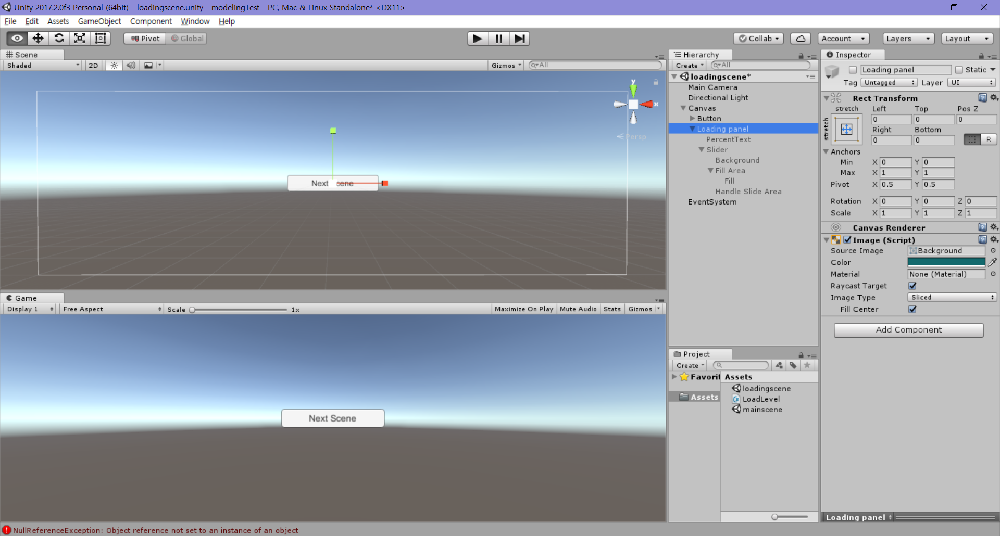 Unity 2017.2.0f3 Personal (64bit) - loadingscene.unity - modelingTest - PC, Mac & Linux Standalone* <DX11>
File Edit Assets GameObject Component Window Help
Pivot Global
Collab Account Layers Layout
Scene
Shaded 2D Gizmos All
y
x
Persp
Next cene
Game
Display 1 Free Aspect Scale 1x Maximize On Play Mute Audio Stats Gizmos
Next Scene
Hierarchy
Create All
loadingscene*
Main Camera
Directional Light
Canvas
Button
Loading panel
PercentText
Slider
Background
Fill Area
Fill
Handle Slide Area
EventSystem
Project
Create
Favorit
Assets
Assets
loadingscene
LoadLevel
mainscene
Inspector
Loading panel Static
Tag Untagged Layer UI
Rect Transform
stretch Left Top Pos Z
stretch
0 0 0
Right Bottom
0 0 R
Anchors
Min X 0 Y 0
Max X 1 Y 1
Pivot X 0.5 Y 0.5
Rotation X 0 Y 0 Z 0
Scale X 1 Y 1 Z 1
Canvas Renderer
Image (Script)
Source Image Background
Color
Material None (Material)
Raycast Target
Image Type Sliced
Fill Center
Add Component
Loading panel
NullReferenceException: Object reference not set to an instance of an object